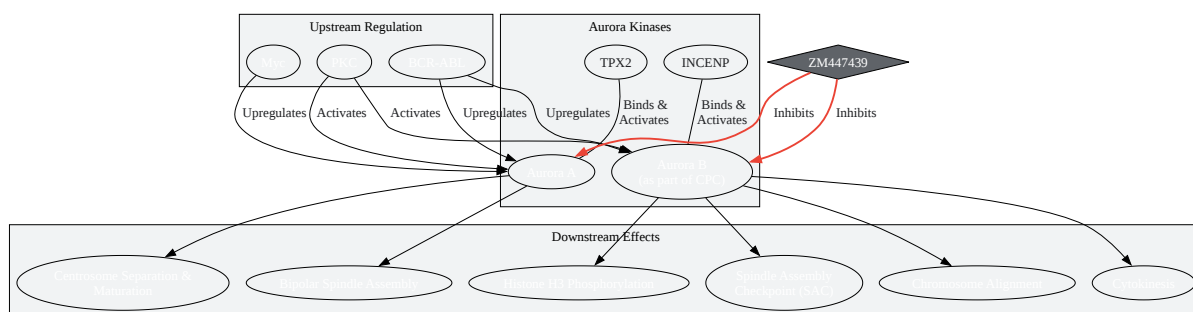 Upstream Regulation
Aurora Kinases
Myc
PKC
BCR-ABL
TPX2
INCENP
ZM447439
Upregulates
Activates
Activates
Upregulates
Upregulates
Binds &
Activates
Binds &
Activates
Inhibits
Inhibits
Aurora A
Aurora B
(as part of CPC)
Downstream Effects
Centrosome Separation &
Maturation
Bipolar Spindle Assembly
Histone H3 Phosphorylation
Spindle Assembly
Checkpoint (SAC)
Chromosome Alignment
Cytokinesis